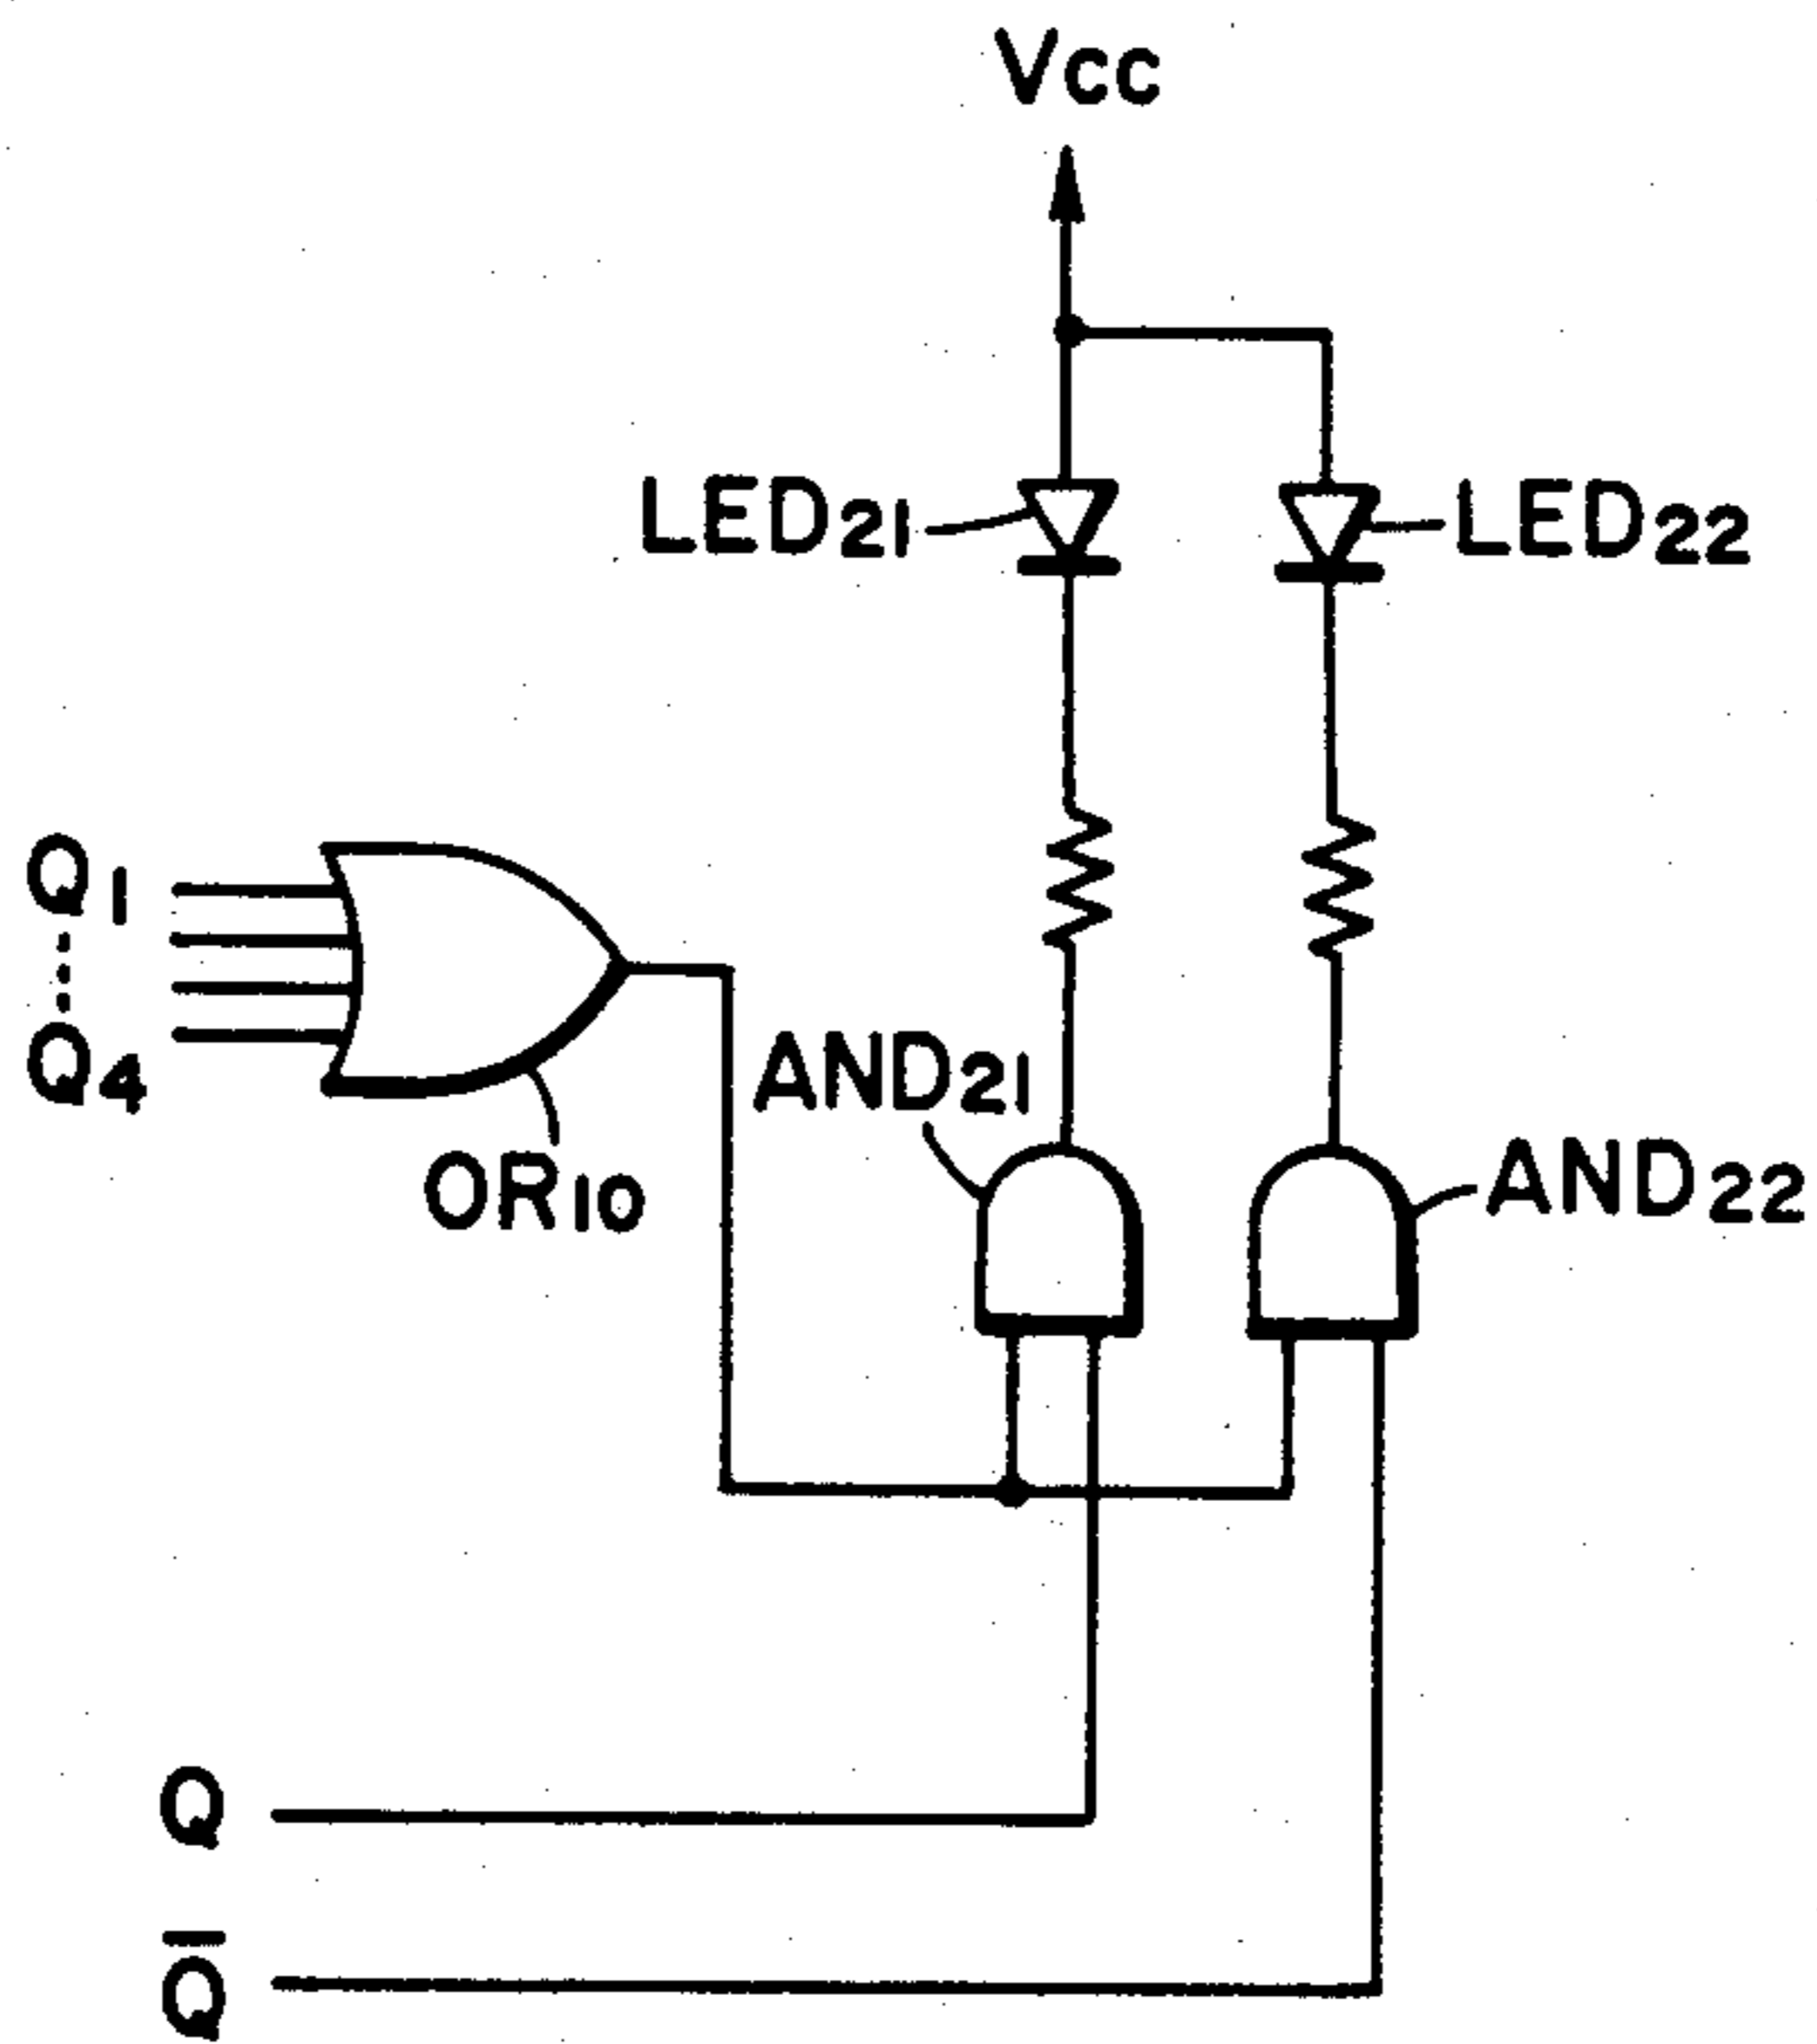 Vcc
LED21
LED22
Q1
Q4
OR10
AND21
AND22
Q
Q̅